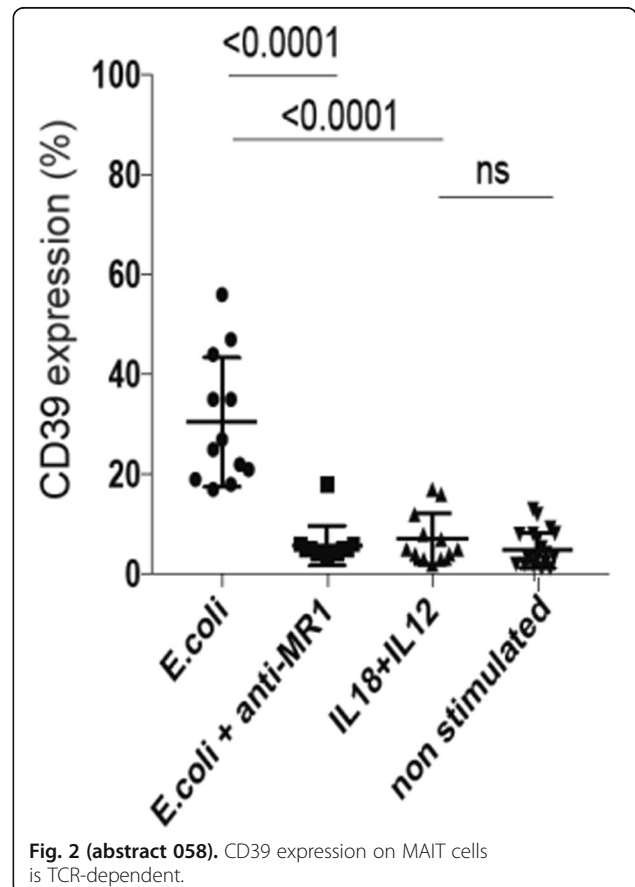 <0.0001
<0.0001
ns
100
80
60
40
20
0
CD39 expression (%)
E.coli
E.coli + anti-MR1
IL18+IL12
non stimulated
Fig. 2 (abstract 058). CD39 expression on MAIT cells
is TCR-dependent.